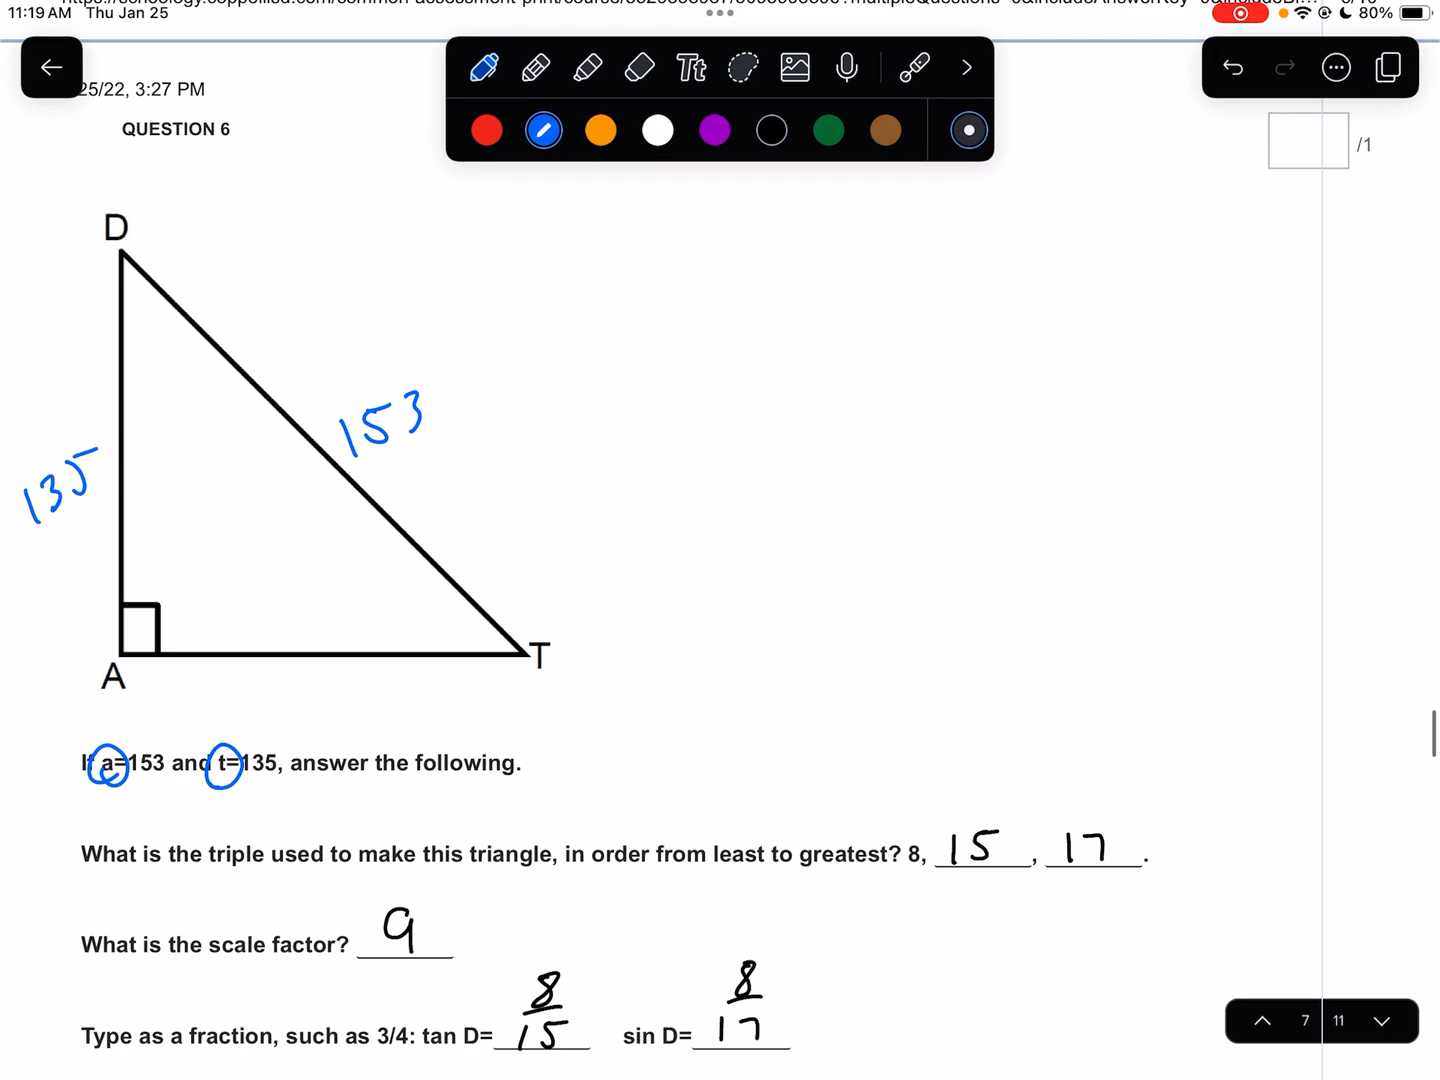 11:19 AM Thu Jan 25
80%
25/22, 3:27 PM
Tt
QUESTION 6
/1
D
153
135
A
T
If a=153 and t=135, answer the following.
What is the triple used to make this triangle, in order from least to greatest? 8, 15, 17.
What is the scale factor? 9
Type as a fraction, such as 3/4: tan D= 8/15 sin D= 8/17
7 11